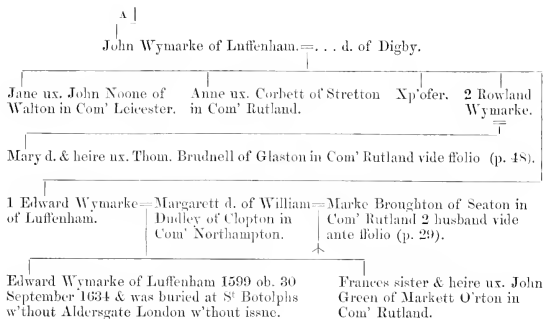 A
John Wymarke of Luffenham.=. . . d. of Digby.
Jane ux. John Noone of Walton in Com' Leicester.
Anne ux. Corbett of Stretton in Com' Rutland.
Xp'ofer.
2 Rowland Wymarke.
Mary d. & heire ux. Thom. Brudnell of Glaston in Com' Rutland vide ffolio (p. 48).
1 Edward Wymarke=Margarett d. of William=Marke Broughton of Seaton in
of Luffenham. Dudley of Clopton in Com' Rutland 2 husband vide
Com' Northampton. ante ffolio (p. 29).
Edward Wymarke of Luffenham 1599 ob. 30
September 1634 & was buried at St Botolphs
w'thout Aldersgate London w'thout issue.
Frances sister & heire ux. John
Green of Markett O'rton in
Com' Rutland.